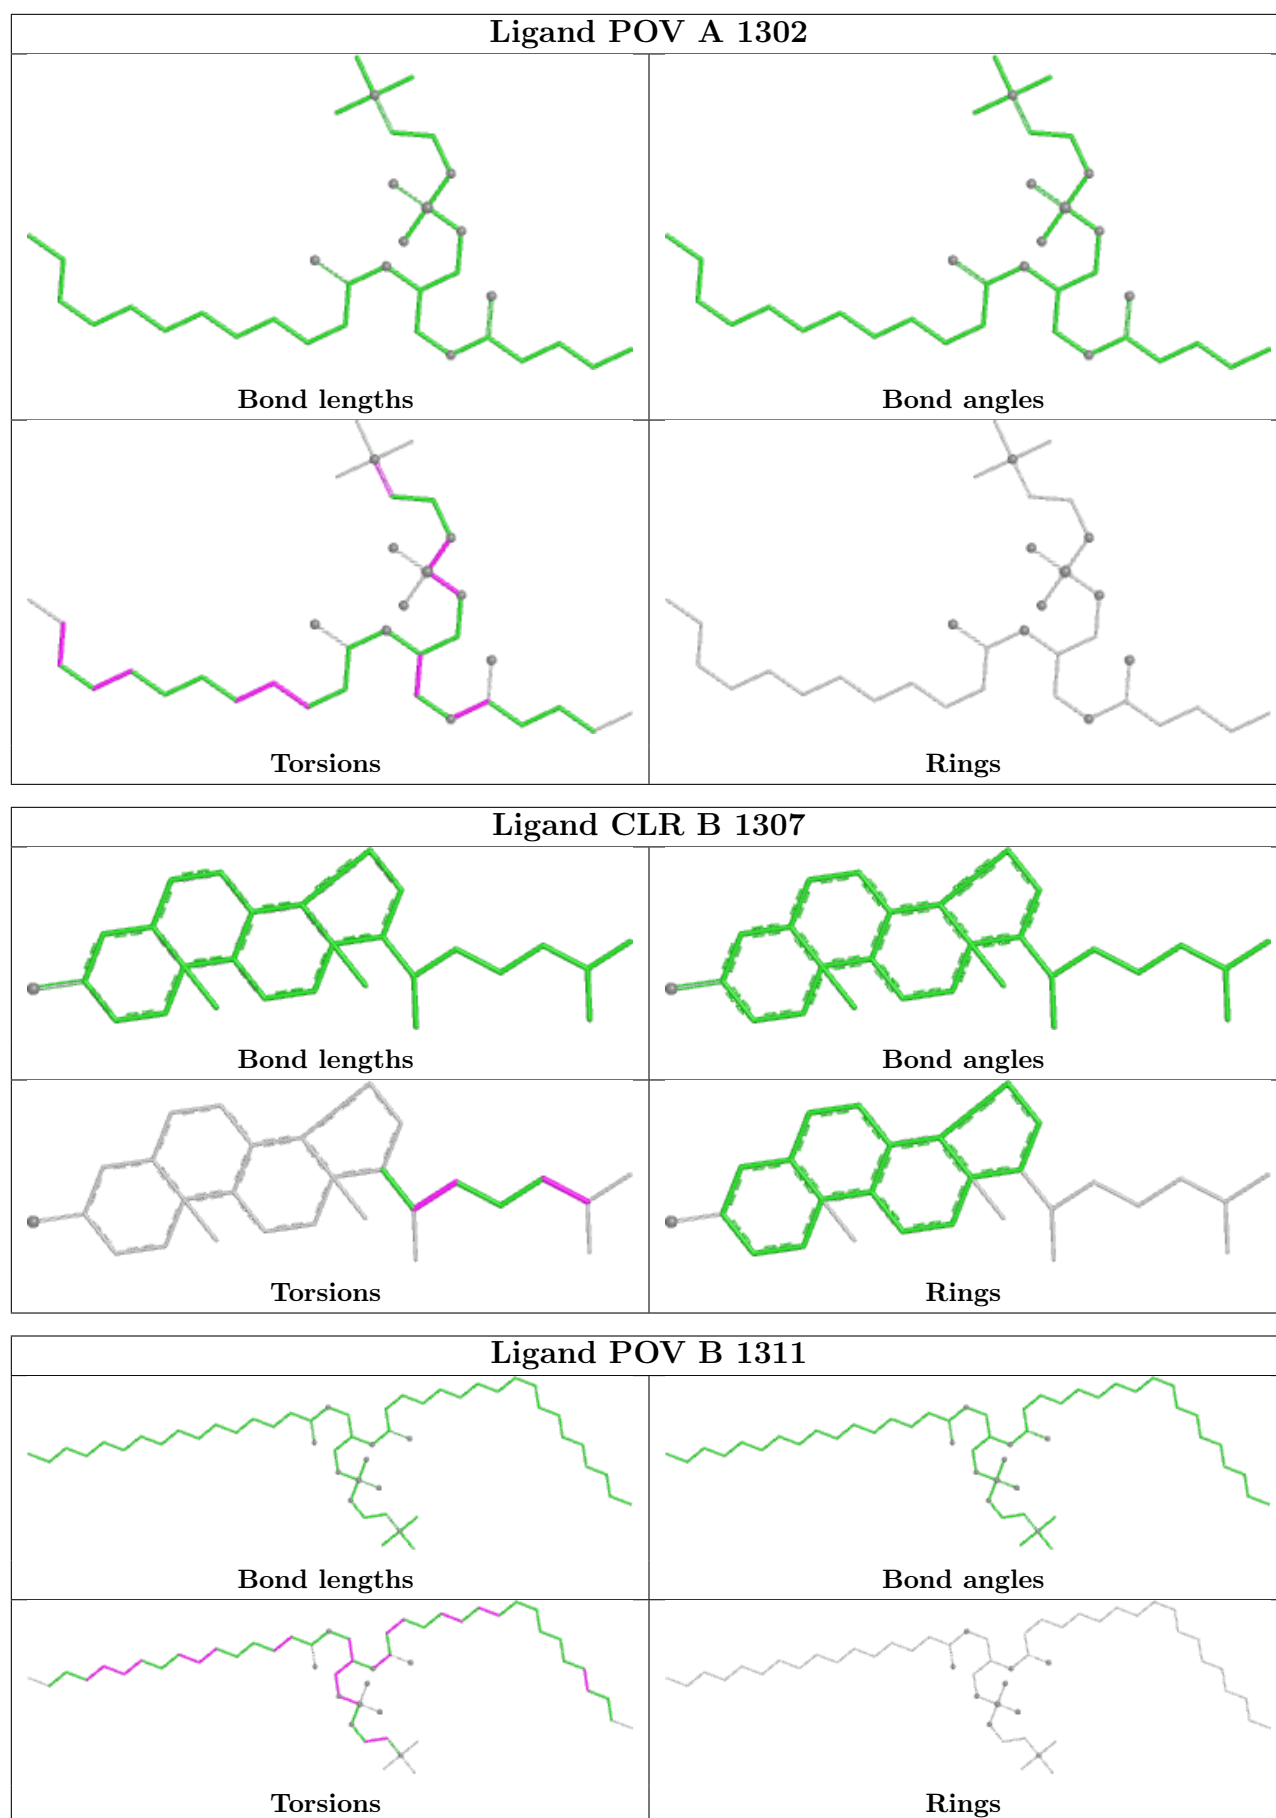 Ligand POV A 1302
Bond lengths
Bond angles
Torsions
Rings
Ligand CLR B 1307
Bond lengths
Bond angles
Torsions
Rings
Ligand POV B 1311
Bond lengths
Bond angles
Torsions
Rings